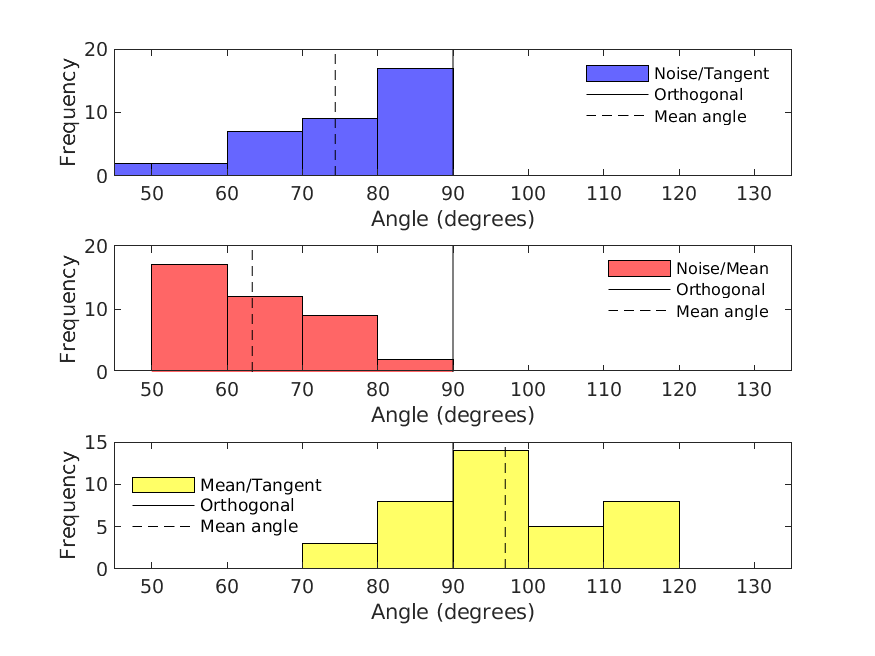 20
10
0
Frequency
Noise/Tangent
Orthogonal
Mean angle
50 60 70 80 90 100 110 120 130
Angle (degrees)
20
10
0
Frequency
Noise/Mean
Orthogonal
Mean angle
50 60 70 80 90 100 110 120 130
Angle (degrees)
15
10
5
0
Frequency
Mean/Tangent
Orthogonal
Mean angle
50 60 70 80 90 100 110 120 130
Angle (degrees)